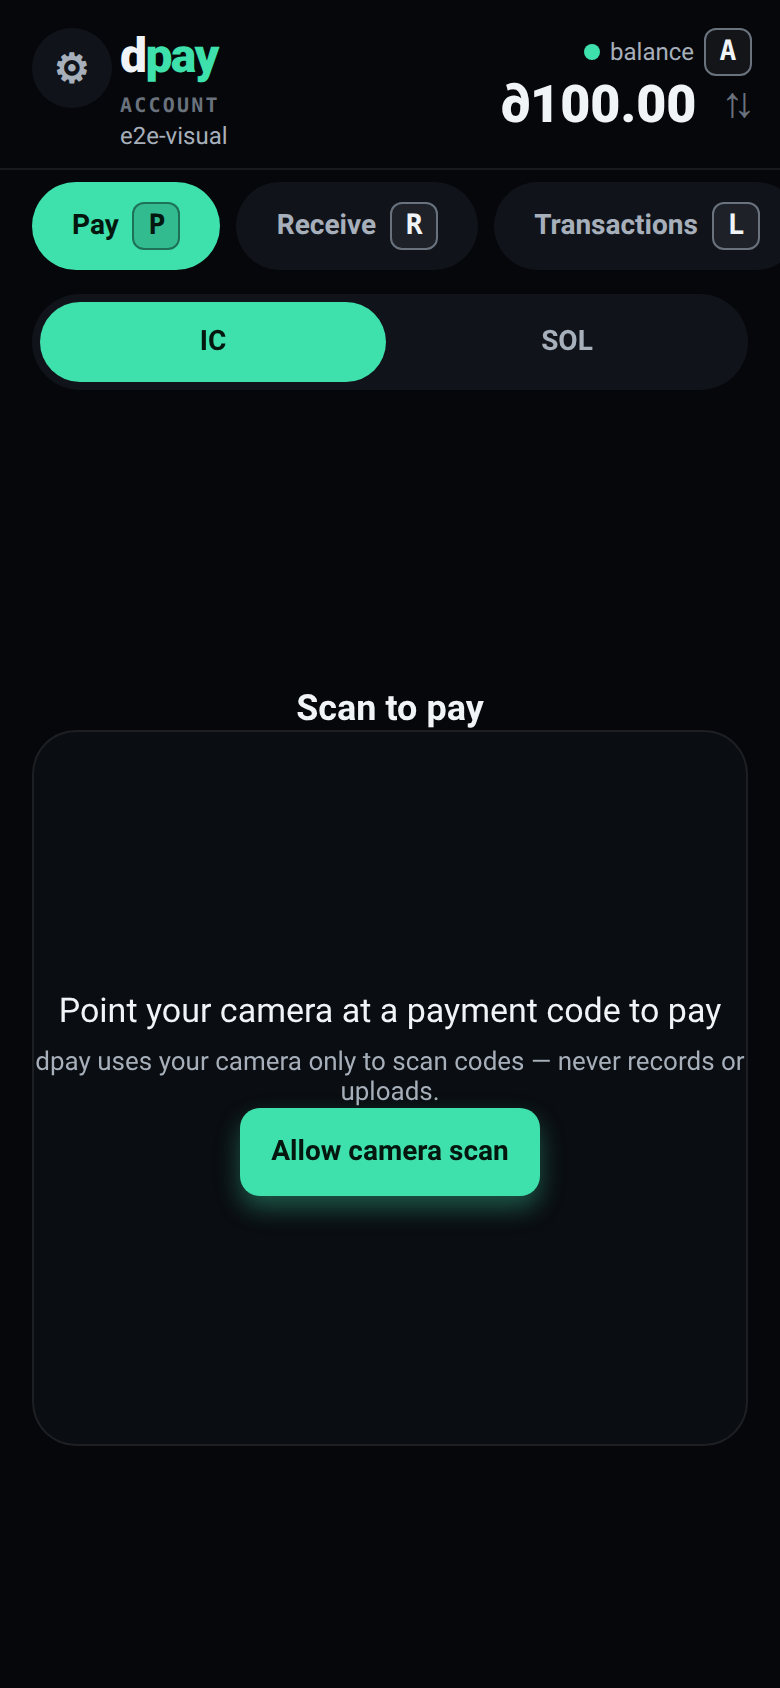 dpay
ACCOUNT
e2e-visual
balance A
∂100.00
Pay P
Receive R
Transactions L
IC
SOL
Scan to pay
Point your camera at a payment code to pay
dpay uses your camera only to scan codes — never records or
uploads.
Allow camera scan